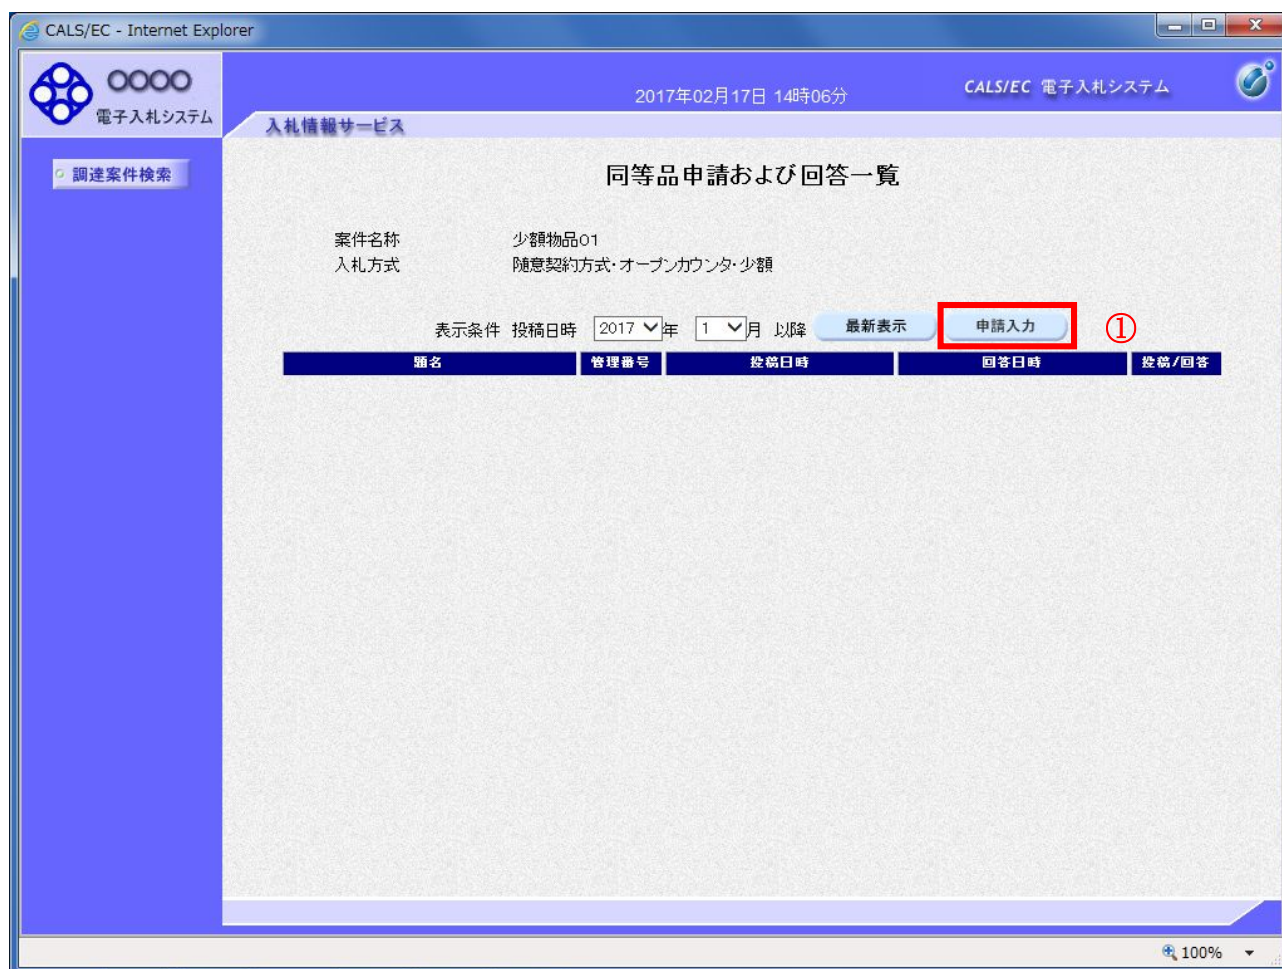 CALS/EC - Internet Explorer
○○○○
電子入札システム
2017年02月17日 14時06分
CALS/EC 電子入札システム
入札情報サービス
調達案件検索
同等品申請および回答一覧
案件名称 少額物品01
入札方式 随意契約方式・オープンカウンタ・少額
表示条件 投稿日時 2017 年 1 月 以降 最新表示 申請入力 ①
題名 管理番号 投稿日時 回答日時 投稿/回答
100%